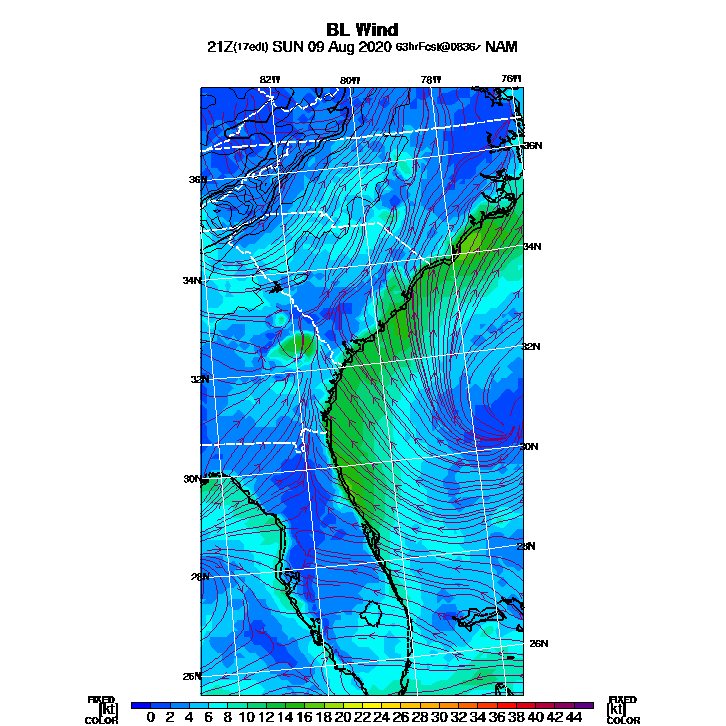 BL Wind
21Z(17edt) SUN 09 Aug 2020 63hrFcst@0836z NAM
82W 80W 78W 76W
36N
36N
34N
34N
32N
32N
30N
30N
28N
28N
26N
26N
FIXED FIXED
[kt] 0 2 4 6 8 10 12 14 16 18 20 22 24 26 28 30 32 34 36 38 40 42 44 [kt]
COLOR COLOR